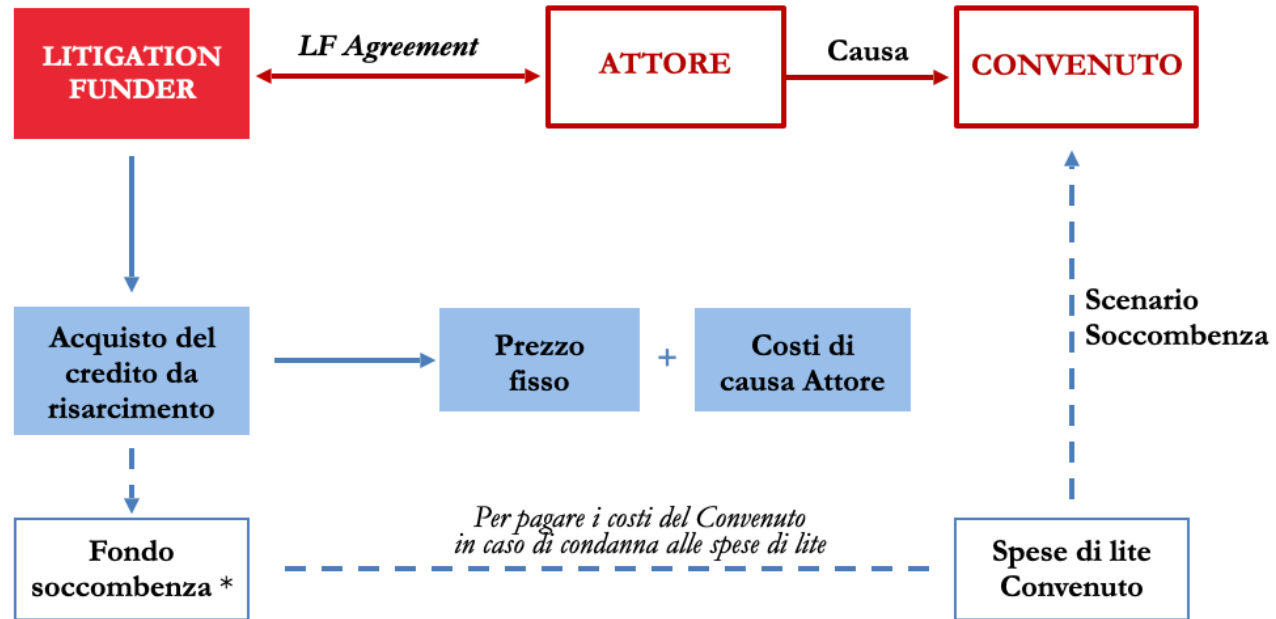 LITIGATION
FUNDER
LF Agreement
ATTORE
Causa
CONVENUTO
Acquisto del
credito da
risarcimento
Prezzo
fisso
+
Costi di
causa Attore
Scenario
Soccombenza
Fondo
soccombenza *
Per pagare i costi del Convenuto
in caso di condanna alle spese di lite
Spese di lite
Convenuto